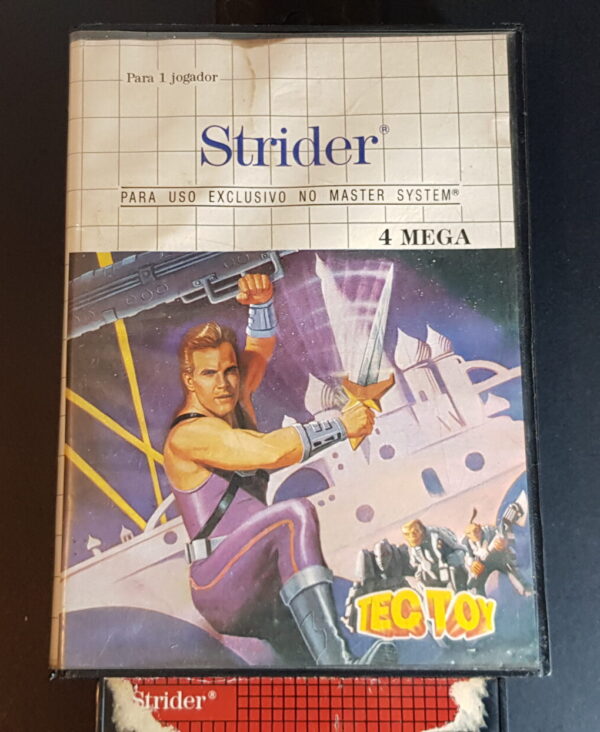 Para 1 jogador
Strider®
PARA USO EXCLUSIVO NO MASTER SYSTEM®
4 MEGA
TEC TOY
Strider®